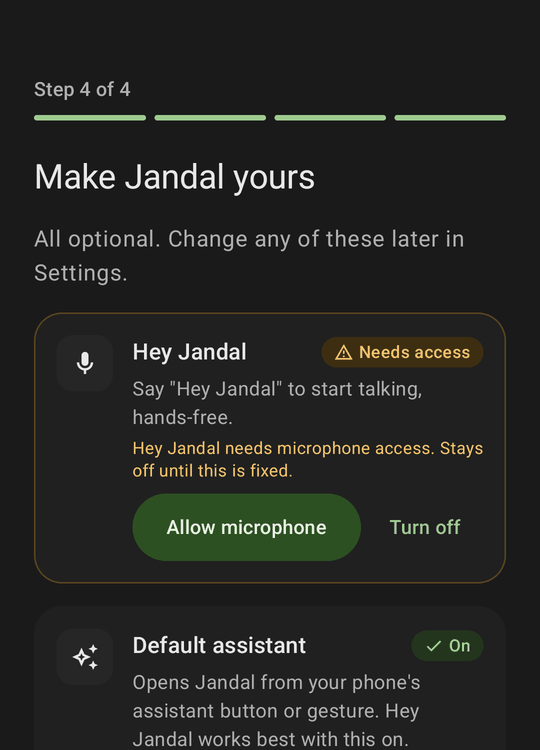 Step 4 of 4
Make Jandal yours
All optional. Change any of these later in
Settings.
Hey Jandal
Needs access
Say "Hey Jandal" to start talking,
hands-free.
Hey Jandal needs microphone access. Stays
off until this is fixed.
Allow microphone
Turn off
Default assistant
On
Opens Jandal from your phone's
assistant button or gesture. Hey
Jandal works best with this on.